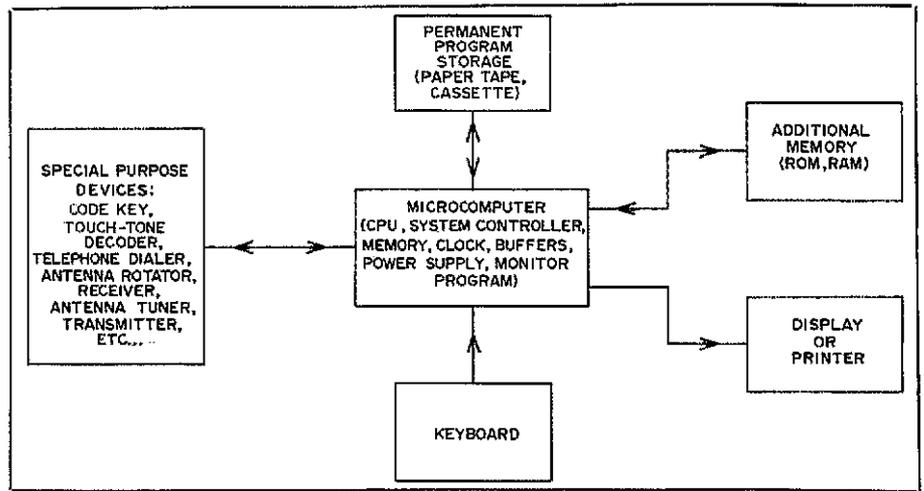 PERMANENT
PROGRAM
STORAGE
(PAPER TAPE,
CASSETTE)
SPECIAL PURPOSE
DEVICES:
CODE KEY,
TOUCH-TONE
DECODER,
TELEPHONE DIALER,
ANTENNA ROTATOR,
RECEIVER,
ANTENNA TUNER,
TRANSMITTER,
ETC.....
MICROCOMPUTER
(CPU, SYSTEM CONTROLLER,
MEMORY, CLOCK, BUFFERS,
POWER SUPPLY, MONITOR
PROGRAM)
ADDITIONAL
MEMORY
(ROM, RAM)
DISPLAY
OR
PRINTER
KEYBOARD